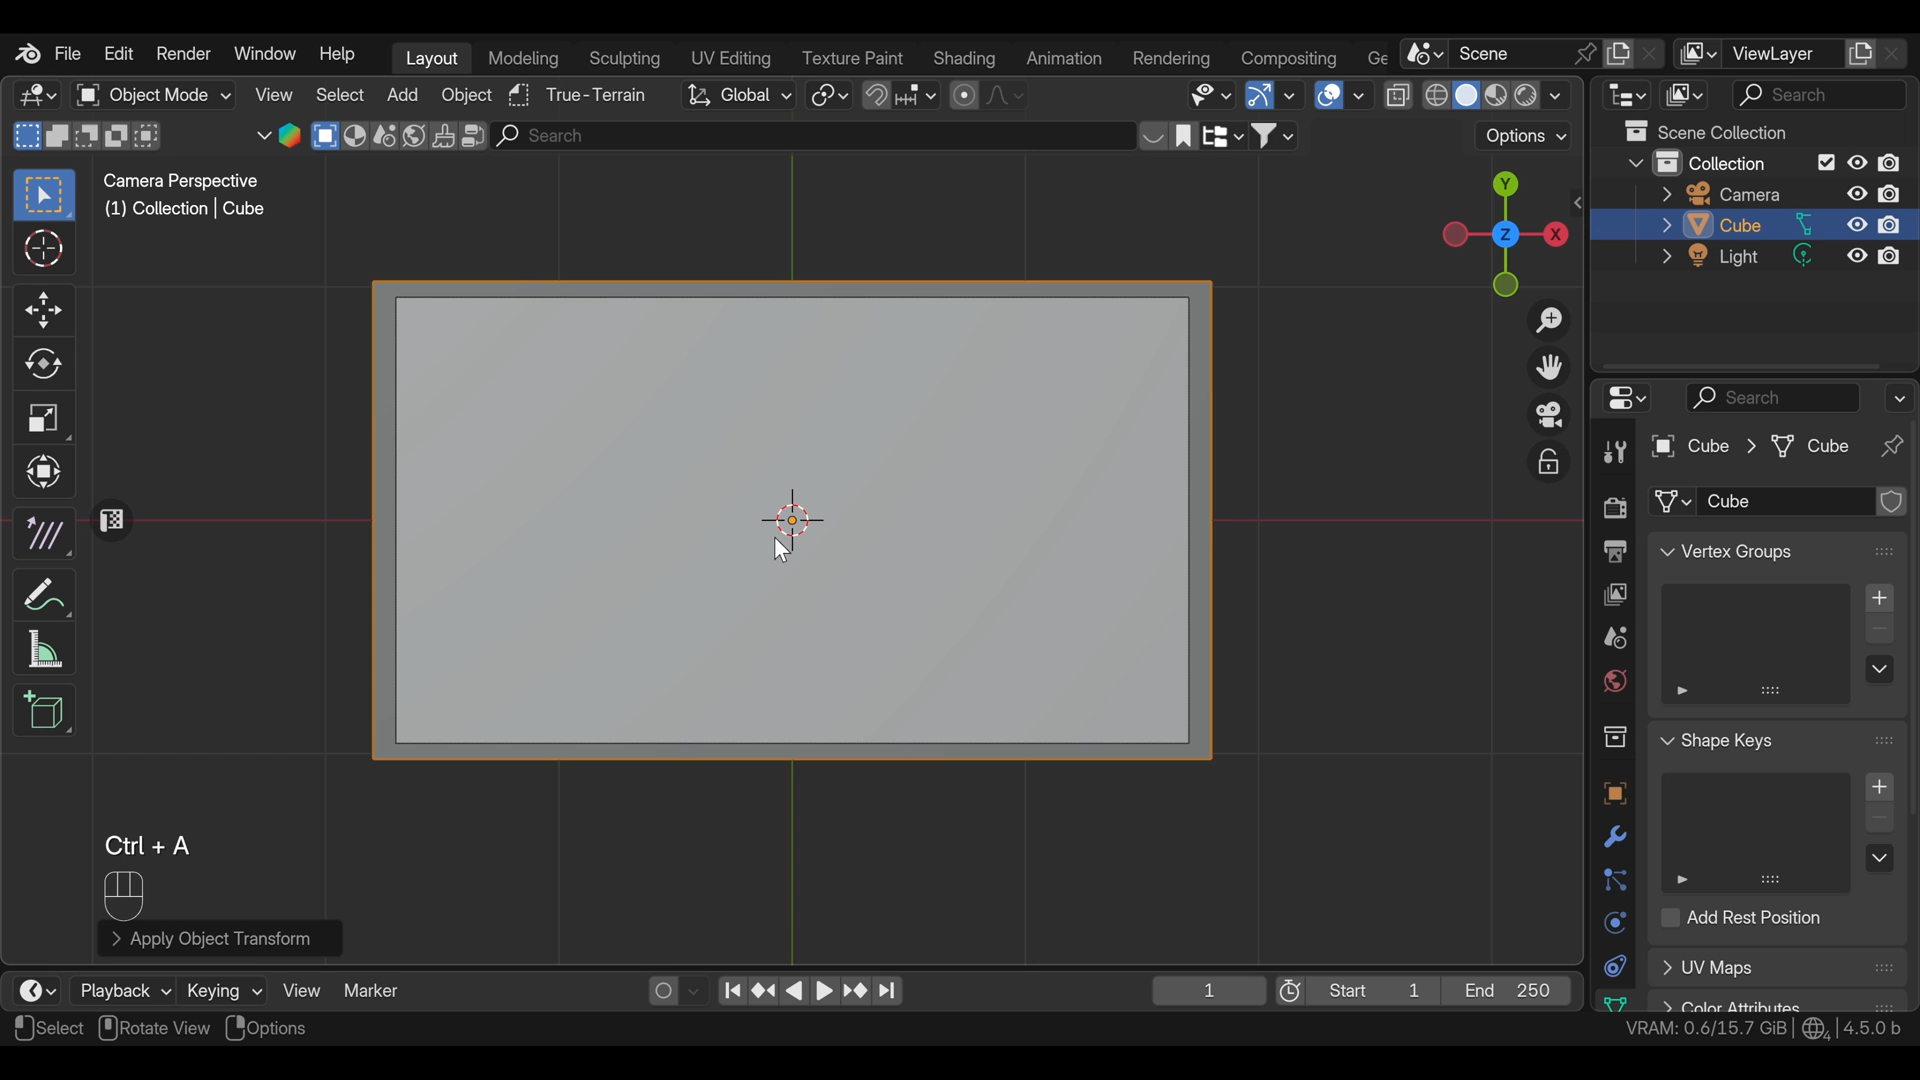 File Edit Render Window Help Layout Modeling Sculpting UV Editing Texture Paint Shading Animation Rendering Compositing Ge Scene ViewLayer
Object Mode View Select Add Object True-Terrain Global Search
Search Options
Camera Perspective
(1) Collection | Cube
Y
Z
X
Scene Collection
Collection
Camera
Cube
Light
Search
Cube Cube
Cube
Vertex Groups
Shape Keys
Add Rest Position
UV Maps
Color Attributes
Ctrl + A
Apply Object Transform
Playback Keying View Marker 1 Start 1 End 250
Select Rotate View Options VRAM: 0.6/15.7 GiB 4 4.5.0 b